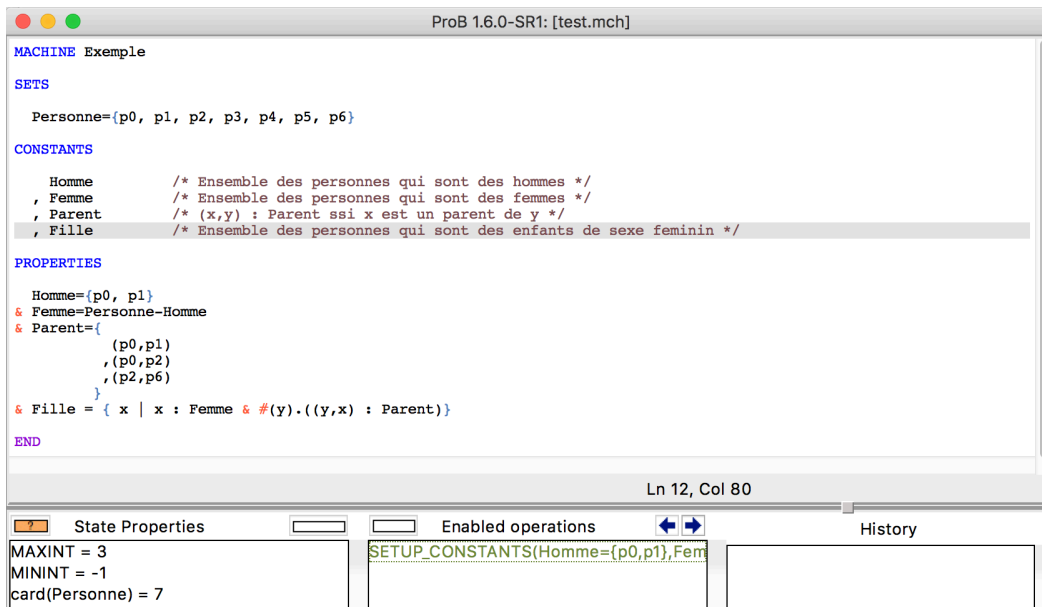 ProB 1.6.0-SR1: [test.mch]
MACHINE Exemple
SETS
Personne={p0, p1, p2, p3, p4, p5, p6}
CONSTANTS
Homme /* Ensemble des personnes qui sont des hommes */
, Femme /* Ensemble des personnes qui sont des femmes */
, Parent /* (x,y) : Parent ssi x est un parent de y */
, Fille /* Ensemble des personnes qui sont des enfants de sexe feminin */
PROPERTIES
Homme={p0, p1}
& Femme=Personne-Homme
& Parent={
(p0,p1)
,(p0,p2)
,(p2,p6)
}
& Fille = { x | x : Femme & #(y).((y,x) : Parent)}
END
Ln 12, Col 80
? State Properties
MAXINT = 3
MININT = -1
card(Personne) = 7
Enabled operations
SETUP_CONSTANTS(Homme={p0,p1},Fem
History